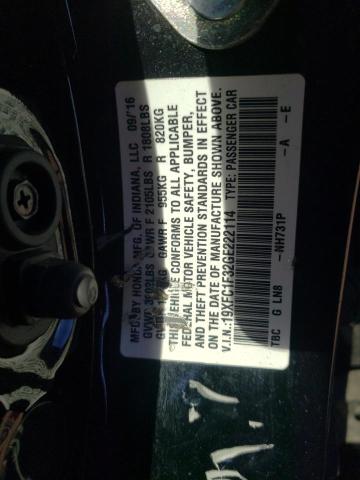 MFD.BY HONDA MFG. OF INDIANA, LLC 09/16
GVWR LBS GAWR F 2105LBS R 1808LBS
KG GAWR F 955KG R 820KG
THIS VEHICLE CONFORMS TO ALL APPLICABLE
FEDERAL MOTOR VEHICLE SAFETY, BUMPER,
AND THEFT PREVENTION STANDARDS IN EFFECT
ON THE DATE OF MANUFACTURE SHOWN ABOVE.
V.I.N.:19XFC1F32GE222114 TYPE: PASSENGER CAR
TBC G LN8 -NH731P -A -E